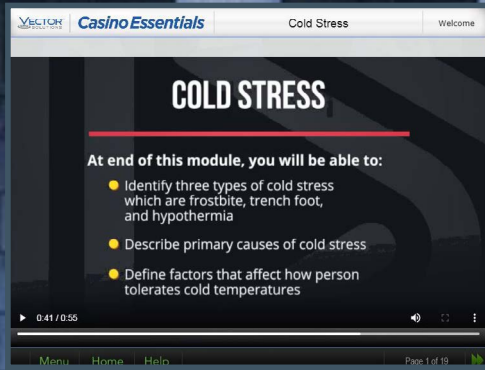 VECTOR SOLUTIONS Casino Essentials Cold Stress Welcome
COLD STRESS
At end of this module, you will be able to:
Identify three types of cold stress
which are frostbite, trench foot,
and hypothermia
Describe primary causes of cold stress
Define factors that affect how person
tolerates cold temperatures
0:41 / 0:55
Menu Home Help Page 1 of 19